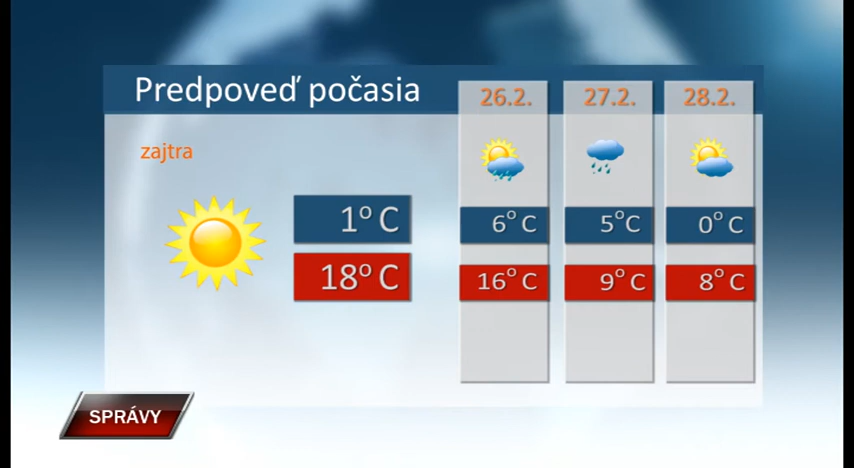 Predpoveď počasia
zajtra
1° C
18° C
26.2. 27.2. 28.2.
6° C 5°C 0° C
16° C 9° C 8° C
SPRÁVY